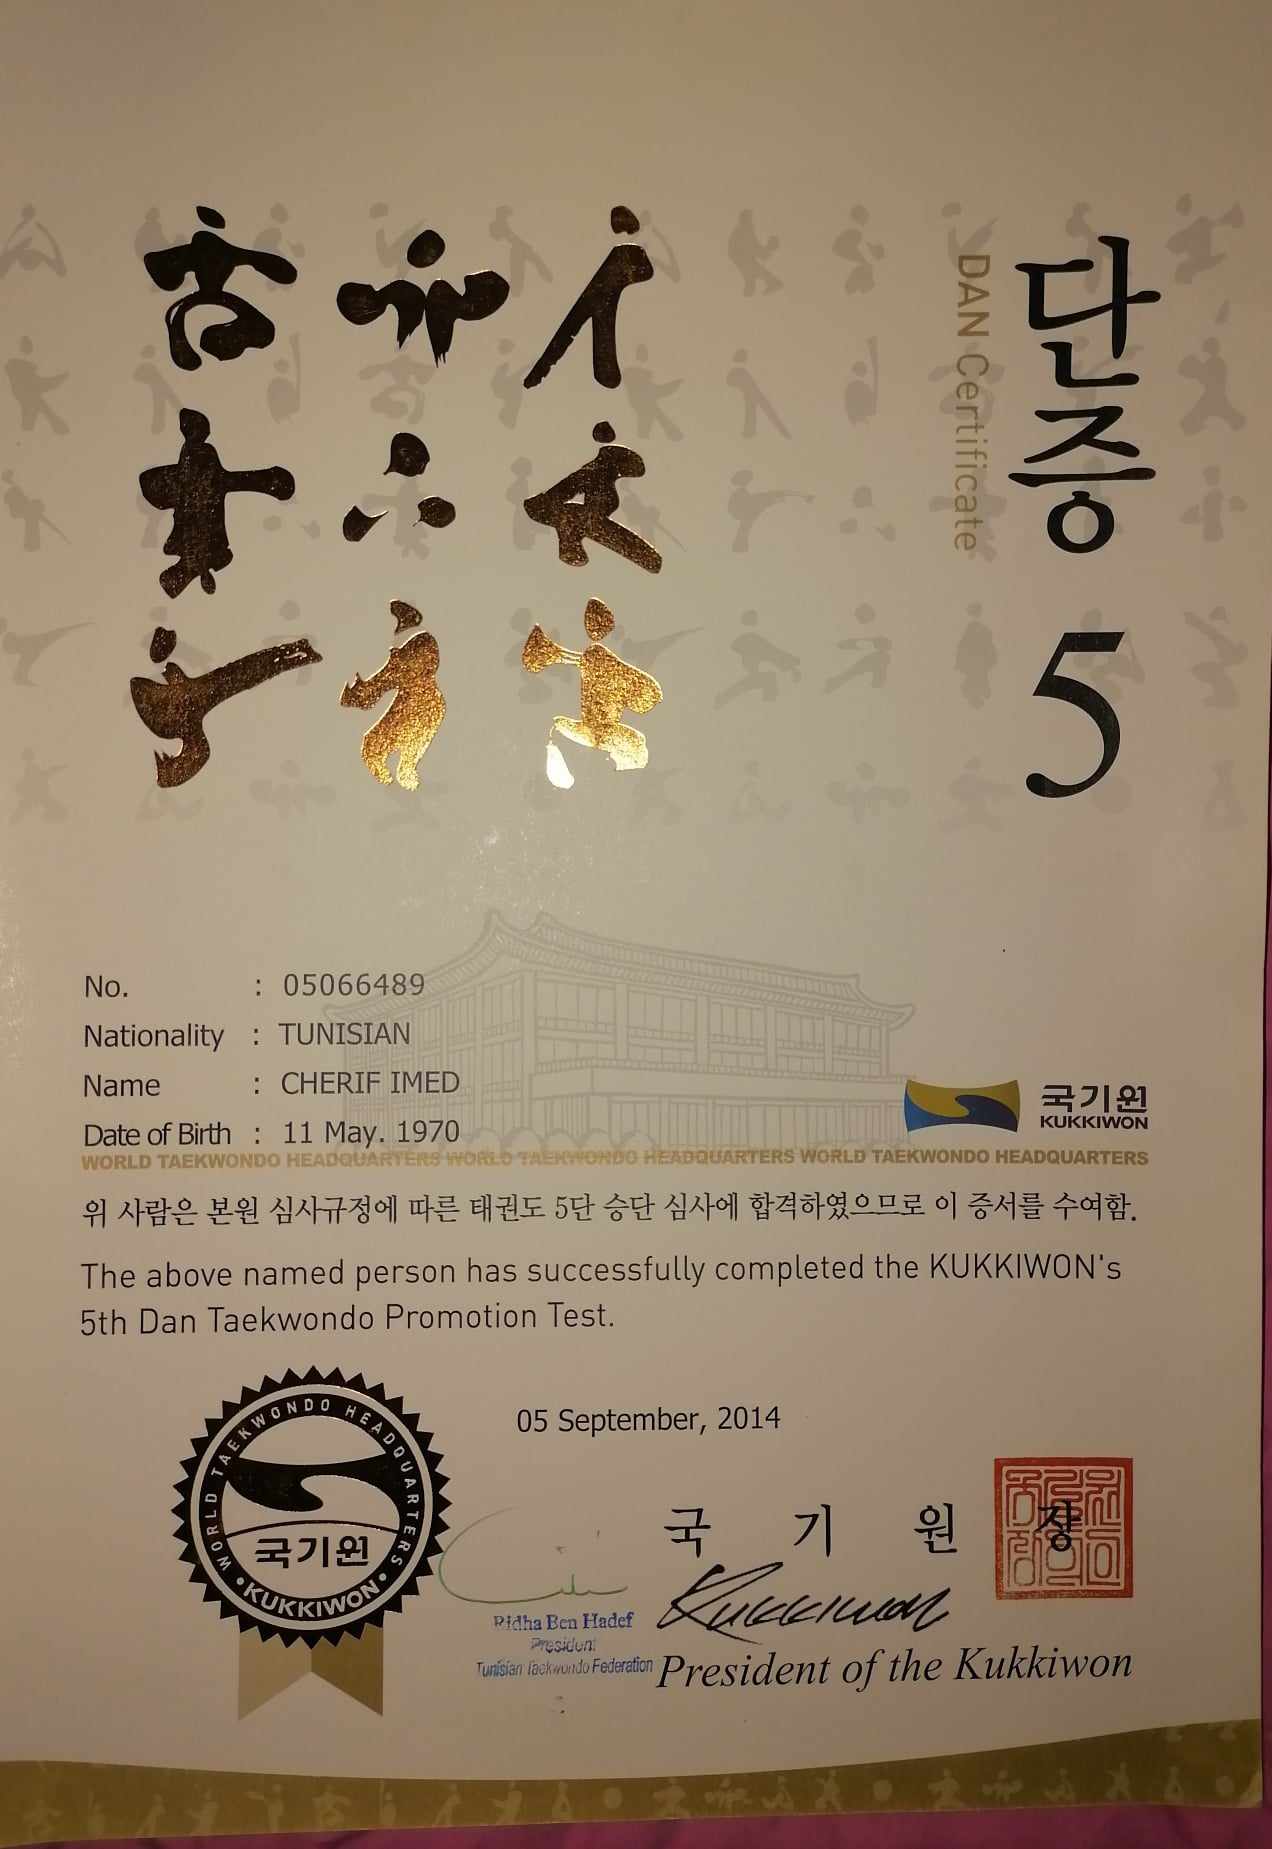 단증 5
DAN Certificate
No. : 05066489
Nationality : TUNISIAN
Name : CHERIF IMED
Date of Birth : 11 May. 1970
국기원
KUKKIWON
WORLD TAEKWONDO HEADQUARTERS WORLD TAEKWONDO HEADQUARTERS WORLD TAEKWONDO HEADQUARTERS
위 사람은 본원 심사규정에 따른 태권도 5단 승단 심사에 합격하였으므로 이 증서를 수여함.
The above named person has successfully completed the KUKKIWON's
5th Dan Taekwondo Promotion Test.
05 September, 2014
WORLD TAEKWONDO HEADQUARTERS
국기원
KUKKIWON
국 기 원 장
Kukkiwon
Ridha Ben Hadef
President
Tunisian Taekwondo Federation
President of the Kukkiwon